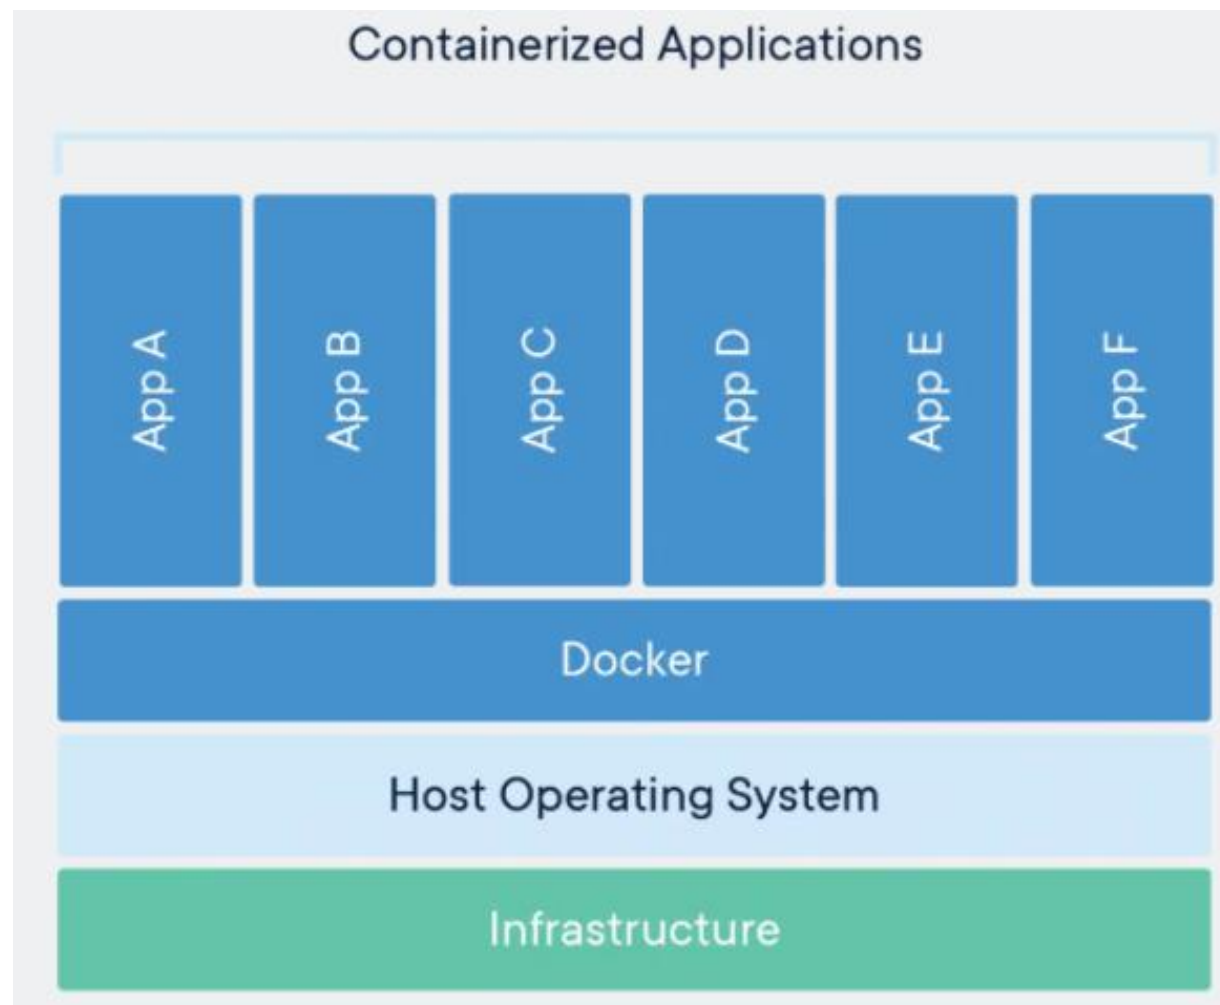 Containerized Applications
App A
App B
App C
App D
App E
App F
Docker
Host Operating System
Infrastructure